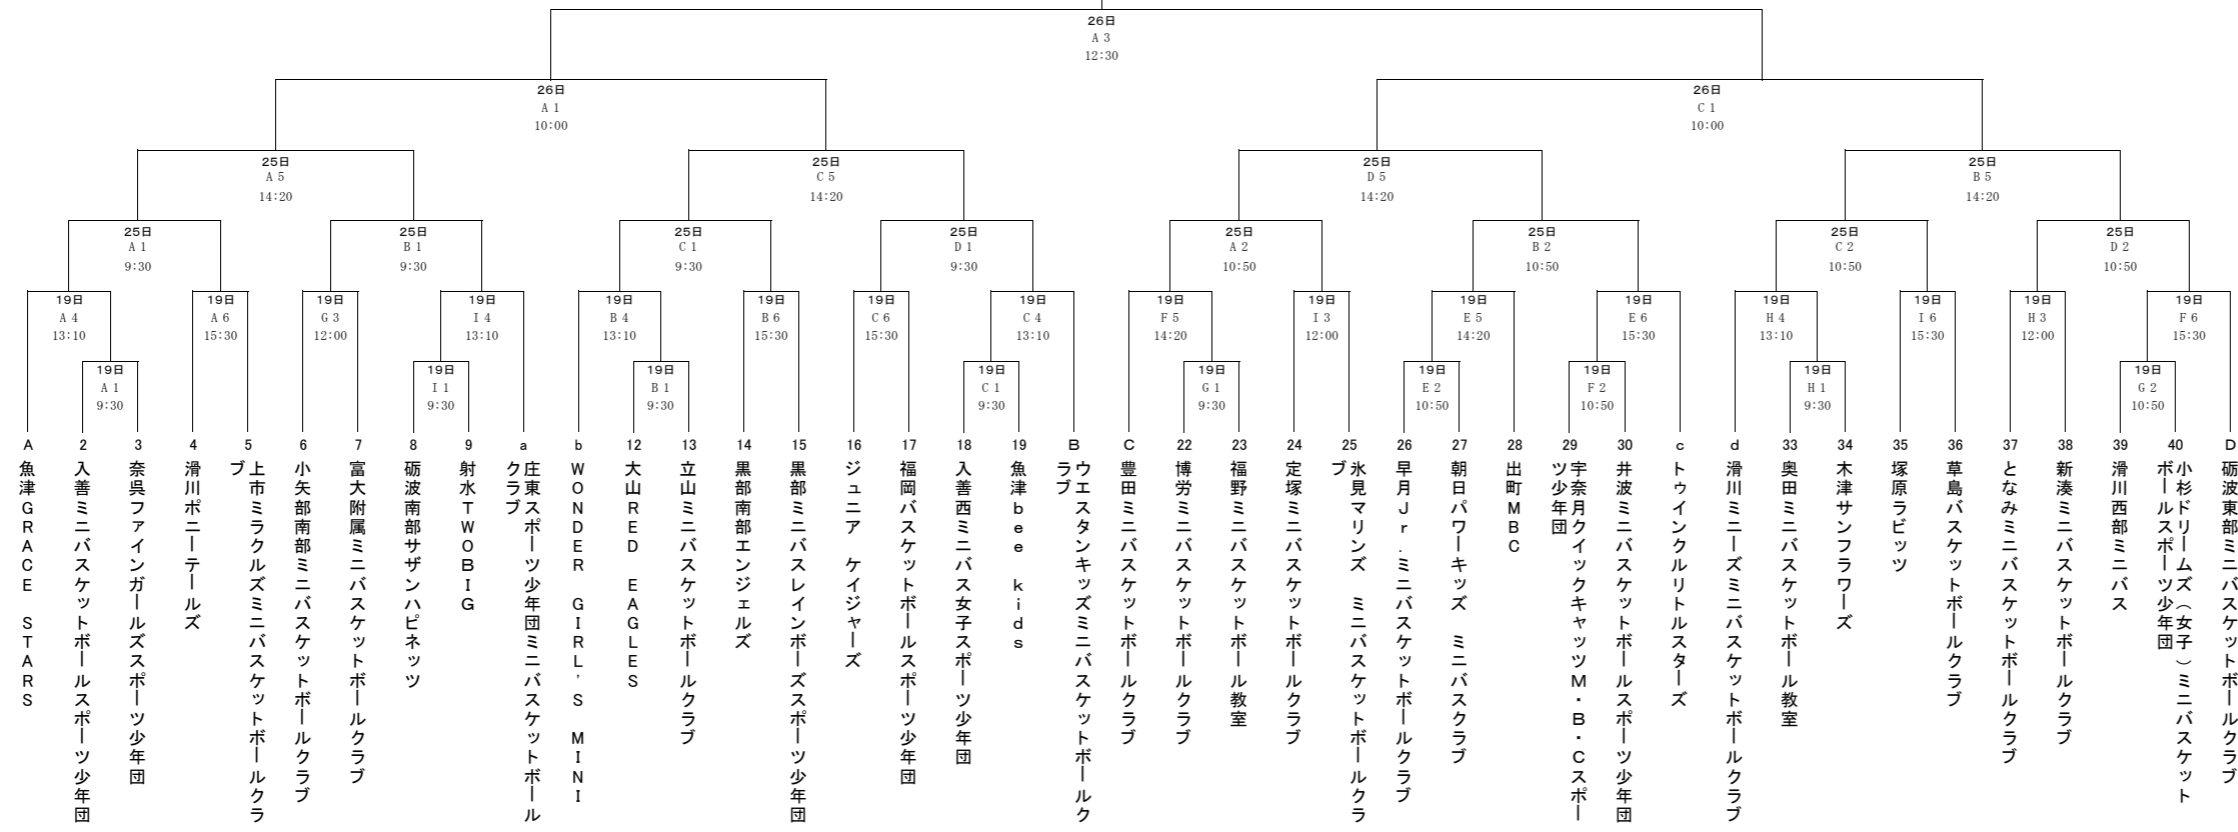 26日
A 3
12:30
26日
A 1
10:00
26日
C 1
10:00
25日
A 5
14:20
25日
C 5
14:20
25日
D 5
14:20
25日
B 5
14:20
25日
A 1
9:30
25日
B 1
9:30
25日
C 1
9:30
25日
D 1
9:30
25日
A 2
10:50
25日
B 2
10:50
25日
C 2
10:50
25日
D 2
10:50
19日
A 4
13:10
19日
A 6
15:30
19日
G 3
12:00
19日
I 4
13:10
19日
B 4
13:10
19日
B 6
15:30
19日
C 6
15:30
19日
C 4
13:10
19日
F 5
14:20
19日
I 3
12:00
19日
E 5
14:20
19日
E 6
15:30
19日
H 4
13:10
19日
I 6
15:30
19日
H 3
12:00
19日
F 6
15:30
19日
A 1
9:30
19日
I 1
9:30
19日
B 1
9:30
19日
C 1
9:30
19日
G 1
9:30
19日
E 2
10:50
19日
F 2
10:50
19日
H 1
9:30
19日
G 2
10:50
A
魚津GRACE STARS
2
入善ミニバスケットボールスポーツ少年団
3
奈呉ファインガールズスポーツ少年団
4
滑川ポニーテールズ
5
上市ミラクルズミニバスケットボールクラ
ブ
6
小矢部南部ミニバスケットボールクラブ
7
富大附属ミニバスケットボールクラブ
8
砺波南部サザンハピネッツ
9
射水TWOBIG
a
庄東スポーツ少年団ミニバスケットボール
クラブ
b
WONDER GIRL'S MINI
12
大山RED EAGLES
13
立山ミニバスケットボールクラブ
14
黒部南部エンジェルズ
15
黒部ミニバスレインボーズスポーツ少年団
16
ジュニア ケイジャーズ
17
福岡バスケットボールスポーツ少年団
18
入善西ミニバス女子スポーツ少年団
19
魚津bee kids
B
ウエスタンキッズミニバスケットボールク
ラブ
C
豊田ミニバスケットボールクラブ
22
博労ミニバスケットボールクラブ
23
福野ミニバスケットボール教室
24
定塚ミニバスケットボールクラブ
25
氷見マリンズ ミニバスケットボールクラ
ブ
26
早月Jr.ミニバスケットボールクラブ
27
朝日パワーキッズ ミニバスクラブ
28
出町MBC
29
宇奈月クイックキャッツM・B・Cスポー
ツ少年団
30
井波ミニバスケットボールスポーツ少年団
c
トゥインクルリトルスターズ
d
滑川ミニーズミニバスケットボールクラブ
33
奥田ミニバスケットボール教室
34
木津サンフラワーズ
35
塚原ラビッツ
36
草島バスケットボールクラブ
37
となみミニバスケットボールクラブ
38
新湊ミニバスケットボールクラブ
39
滑川西部ミニバス
40
小杉ドリームズ（女子）ミニバスケット
ボールスポーツ少年団
D
砺波東部ミニバスケットボールクラブ